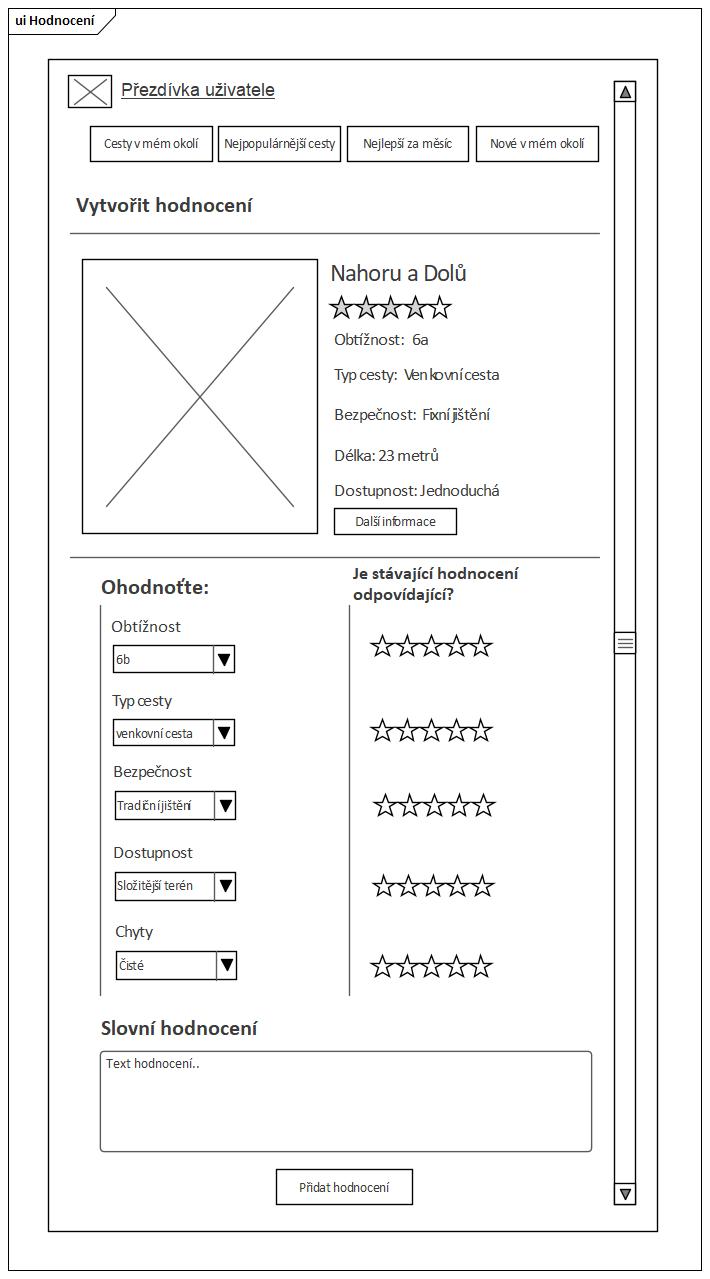 ui Hodnocení
Přezdívka uživatele
Cesty v mém okolí
Nejpopulárnější cesty
Nejlepší za měsíc
Nové v mém okolí
Vytvořit hodnocení
Nahoru a Dolů
Obtížnost: 6a
Typ cesty: Venkovní cesta
Bezpečnost: Fixní jištění
Délka: 23 metrů
Dostupnost: Jednoduchá
Další informace
Ohodnoťte:
Je stávající hodnocení
odpovídající?
Obtížnost
6b
Typ cesty
venkovní cesta
Bezpečnost
Tradiční jištění
Dostupnost
Složitější terén
Chyty
Čisté
Slovní hodnocení
Text hodnocení..
Přidat hodnocení